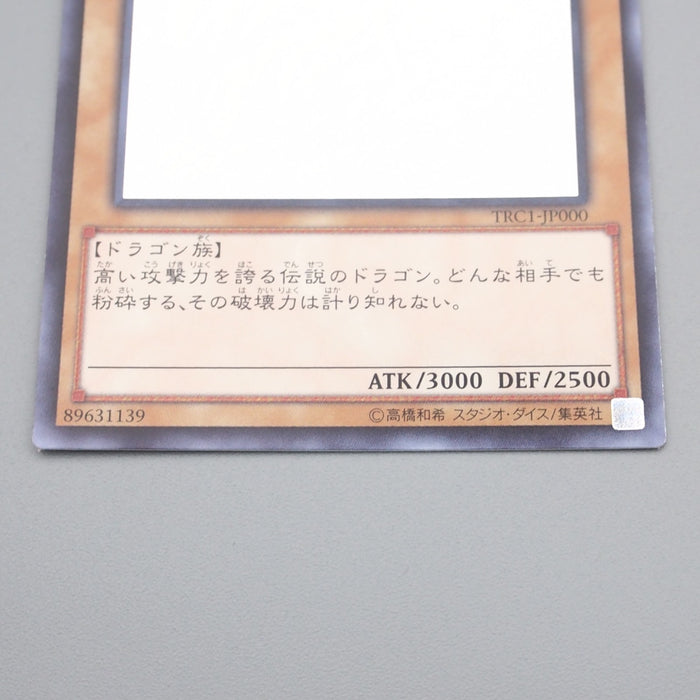 TRC1-JP000
【ドラゴン族】
高い攻撃力を誇る伝説のドラゴン。どんな相手でも
粉砕する、その破壊力は計り知れない。
ATK/3000 DEF/2500
89631139 ©高橋和希 スタジオ・ダイス/集英社